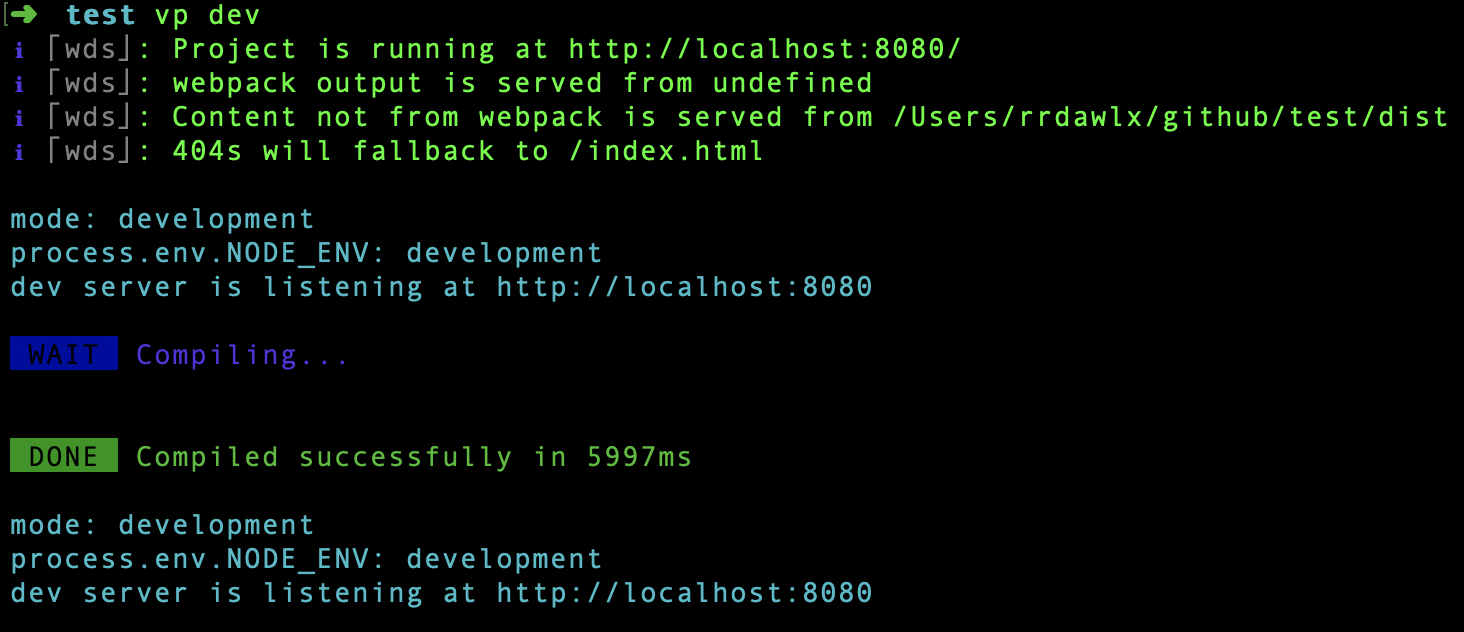 [➜  test vp dev
ℹ ｢wds｣: Project is running at http://localhost:8080/
ℹ ｢wds｣: webpack output is served from undefined
ℹ ｢wds｣: Content not from webpack is served from /Users/rrdawlx/github/test/dist
ℹ ｢wds｣: 404s will fallback to /index.html
mode: development
process.env.NODE_ENV: development
dev server is listening at http://localhost:8080
WAIT Compiling...
DONE Compiled successfully in 5997ms
mode: development
process.env.NODE_ENV: development
dev server is listening at http://localhost:8080